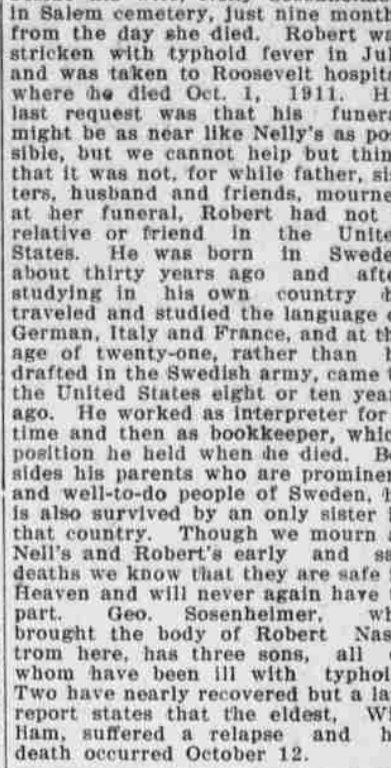 in Salem cemetery, just nine month
from the day she died. Robert wa
stricken with typhoid fever in Jul
and was taken to Roosevelt hospit
where he died Oct. 1, 1911. H
last request was that his funer
might be as near like Nelly's as po
sible, but we cannot help but thin
that it was not, for while father, si
ters, husband and friends, mourne
at her funeral, Robert had not
relative or friend in the Unite
States. He was born in Swede
about thirty years ago and afte
studying in his own country h
traveled and studied the language o
German, Italy and France, and at th
age of twenty-one, rather than b
drafted in the Swedish army, came t
the United States eight or ten year
ago. He worked as interpreter for
time and then as bookkeeper, whic
position he held when he died. Be
sides his parents who are prominen
and well-to-do people of Sweden,
is also survived by an only sister i
that country. Though we mourn a
Nell's and Robert's early and sa
deaths we know that they are safe
Heaven and will never again have
part. Geo. Sosenheimer, wh
brought the body of Robert Nas
trom here, has three sons, all
whom have been ill with typhoi
Two have nearly recovered but a la
report states that the eldest, Wi
liam, suffered a relapse and h
death occurred October 12.